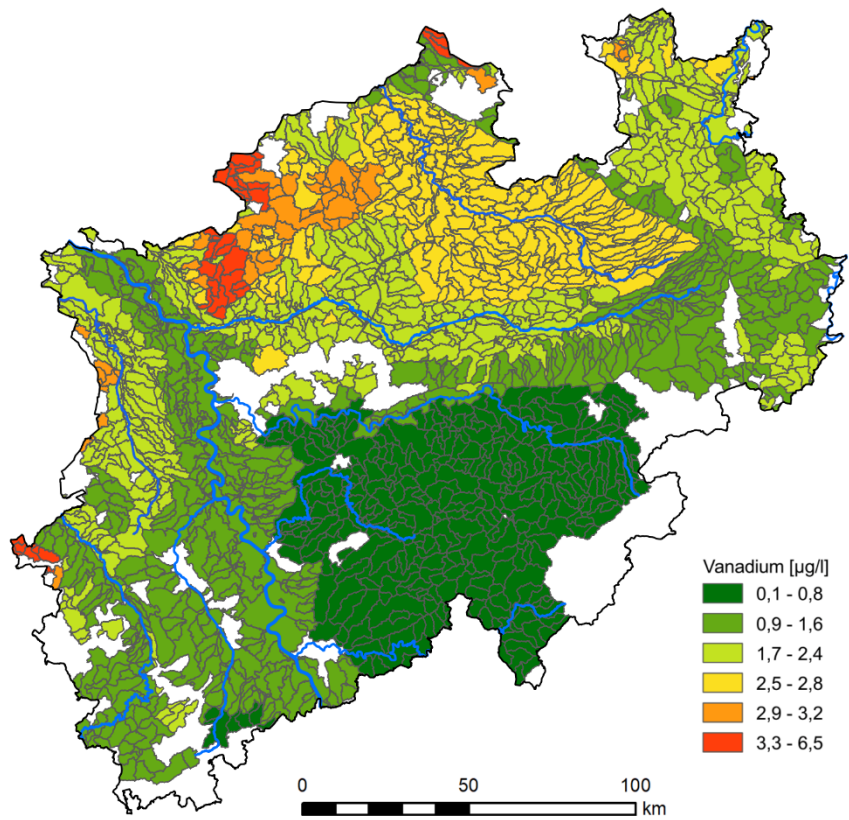 Vanadium [µg/l]
0,1 - 0,8
0,9 - 1,6
1,7 - 2,4
2,5 - 2,8
2,9 - 3,2
3,3 - 6,5
0 50 100
km